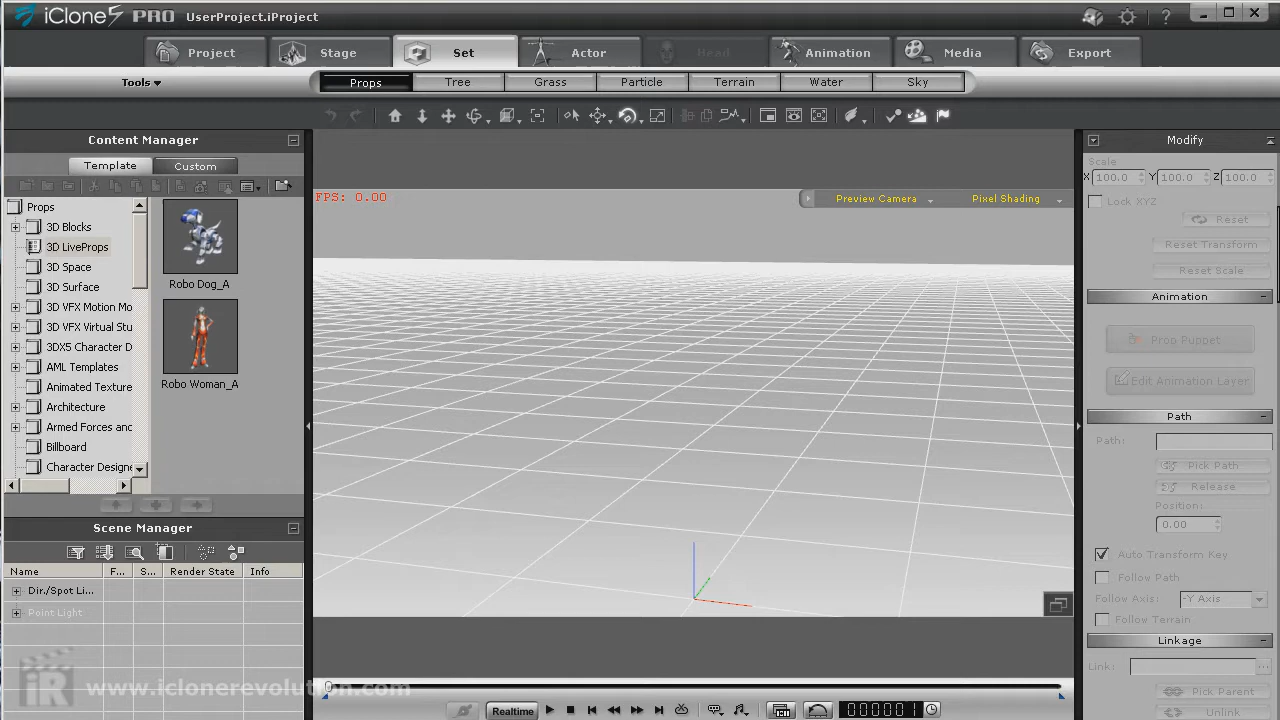 iClone5 PRO UserProject.iProject
Project Stage Set Actor Head Animation Media Export
Tools Props Tree Grass Particle Terrain Water Sky
Content Manager
Template Custom
Props
3D Blocks
3D LiveProps
3D Space
3D Surface
3D VFX Motion Mo
3D VFX Virtual Stu
3DX5 Character D
AML Templates
Animated Texture
Architecture
Armed Forces and
Billboard
Character Designe
Robo Dog_A
Robo Woman_A
Scene Manager
Name F... S... Render State Info
Dir./Spot Li...
Point Light
FPS: 0.00
Preview Camera Pixel Shading
Modify
Scale
X 100.0 Y 100.0 Z 100.0
Lock XYZ
Reset
Reset Transform
Reset Scale
Animation
Prop Puppet
Edit Animation Layer
Path
Path:
Pick Path
Release
Position:
0.00
Auto Transform Key
Follow Path
Follow Axis: -Y Axis
Follow Terrain
Linkage
Link:
Pick Parent
Unlink
iR www.iclonerevolution.com
Realtime 000001